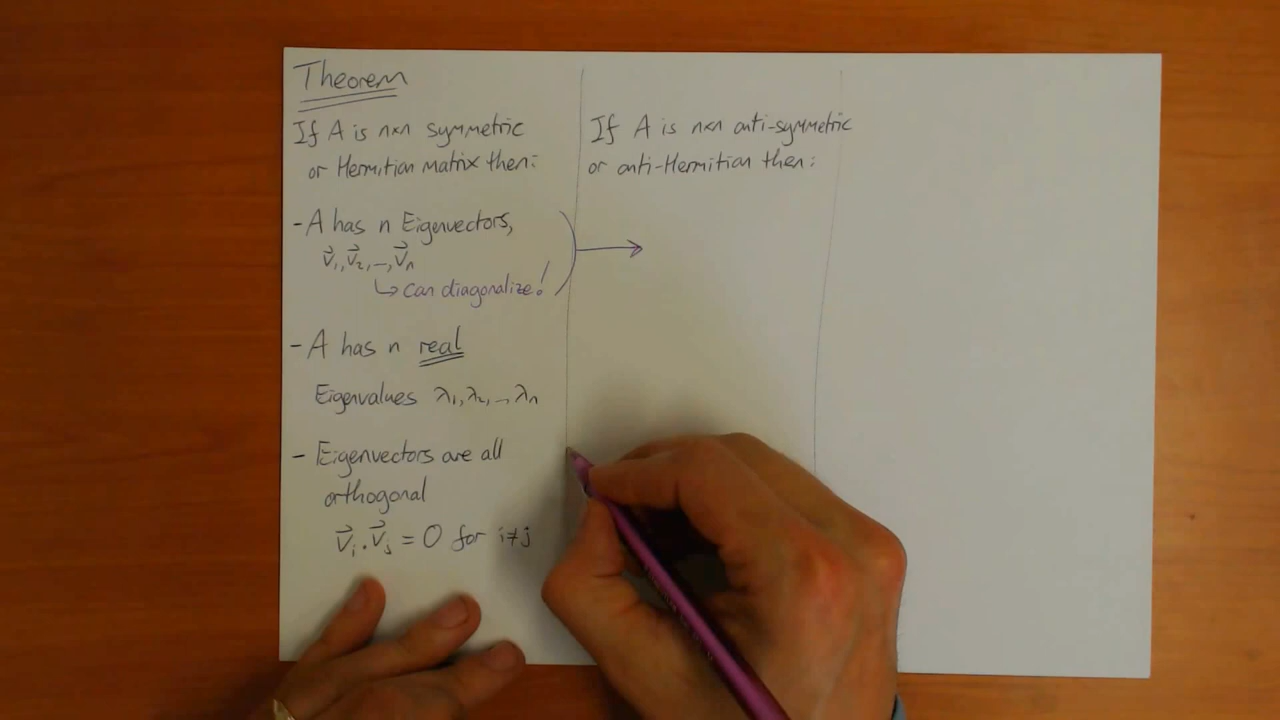 Theorem
If A is n×n symmetric
or Hermitian matrix then:
- A has n Eigenvectors,
v⃗₁, v⃗₂, ..., v⃗ₙ
↳ can diagonalize!
- A has n real
Eigenvalues λ₁, λ₂, ..., λₙ
- Eigenvectors are all
orthogonal
v⃗ᵢ · v⃗ⱼ = 0 for i≠j
If A is n×n anti-symmetric
or anti-Hermitian then: